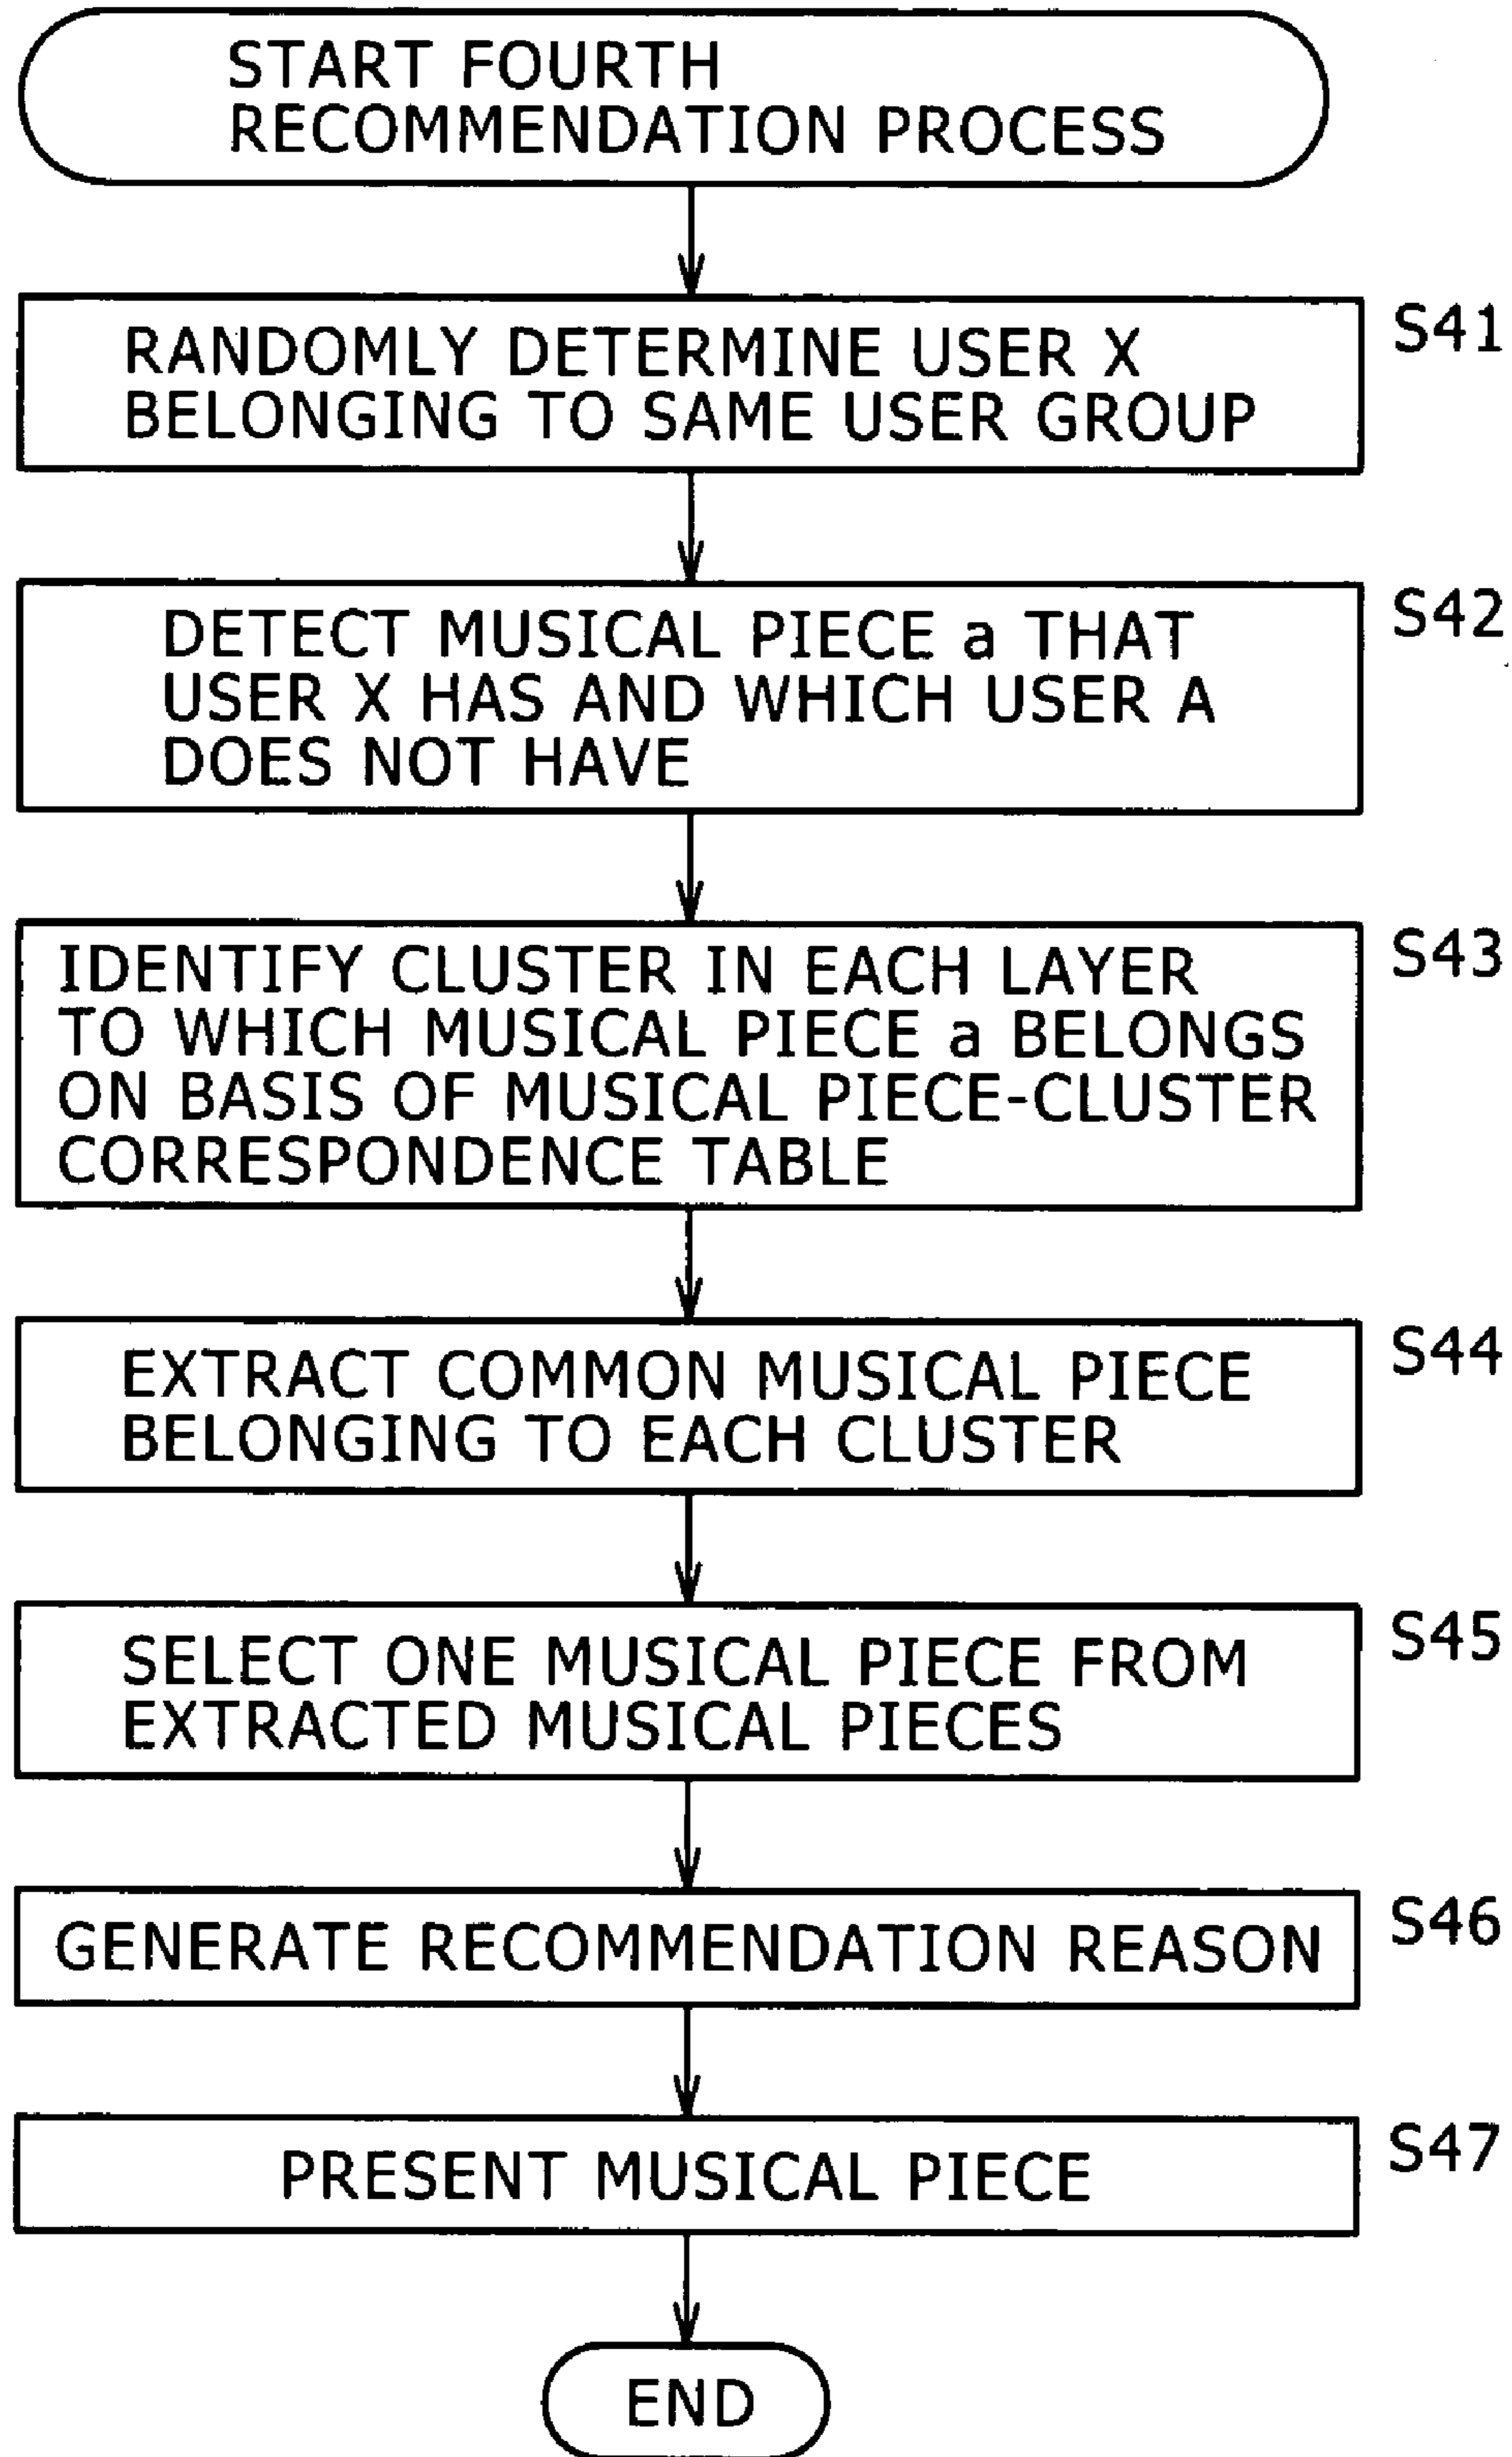 START FOURTH
RECOMMENDATION PROCESS
RANDOMLY DETERMINE USER X
BELONGING TO SAME USER GROUP
S41
DETECT MUSICAL PIECE a THAT
USER X HAS AND WHICH USER A
DOES NOT HAVE
S42
IDENTIFY CLUSTER IN EACH LAYER
TO WHICH MUSICAL PIECE a BELONGS
ON BASIS OF MUSICAL PIECE-CLUSTER
CORRESPONDENCE TABLE
S43
EXTRACT COMMON MUSICAL PIECE
BELONGING TO EACH CLUSTER
S44
SELECT ONE MUSICAL PIECE FROM
EXTRACTED MUSICAL PIECES
S45
GENERATE RECOMMENDATION REASON
S46
PRESENT MUSICAL PIECE
S47
END